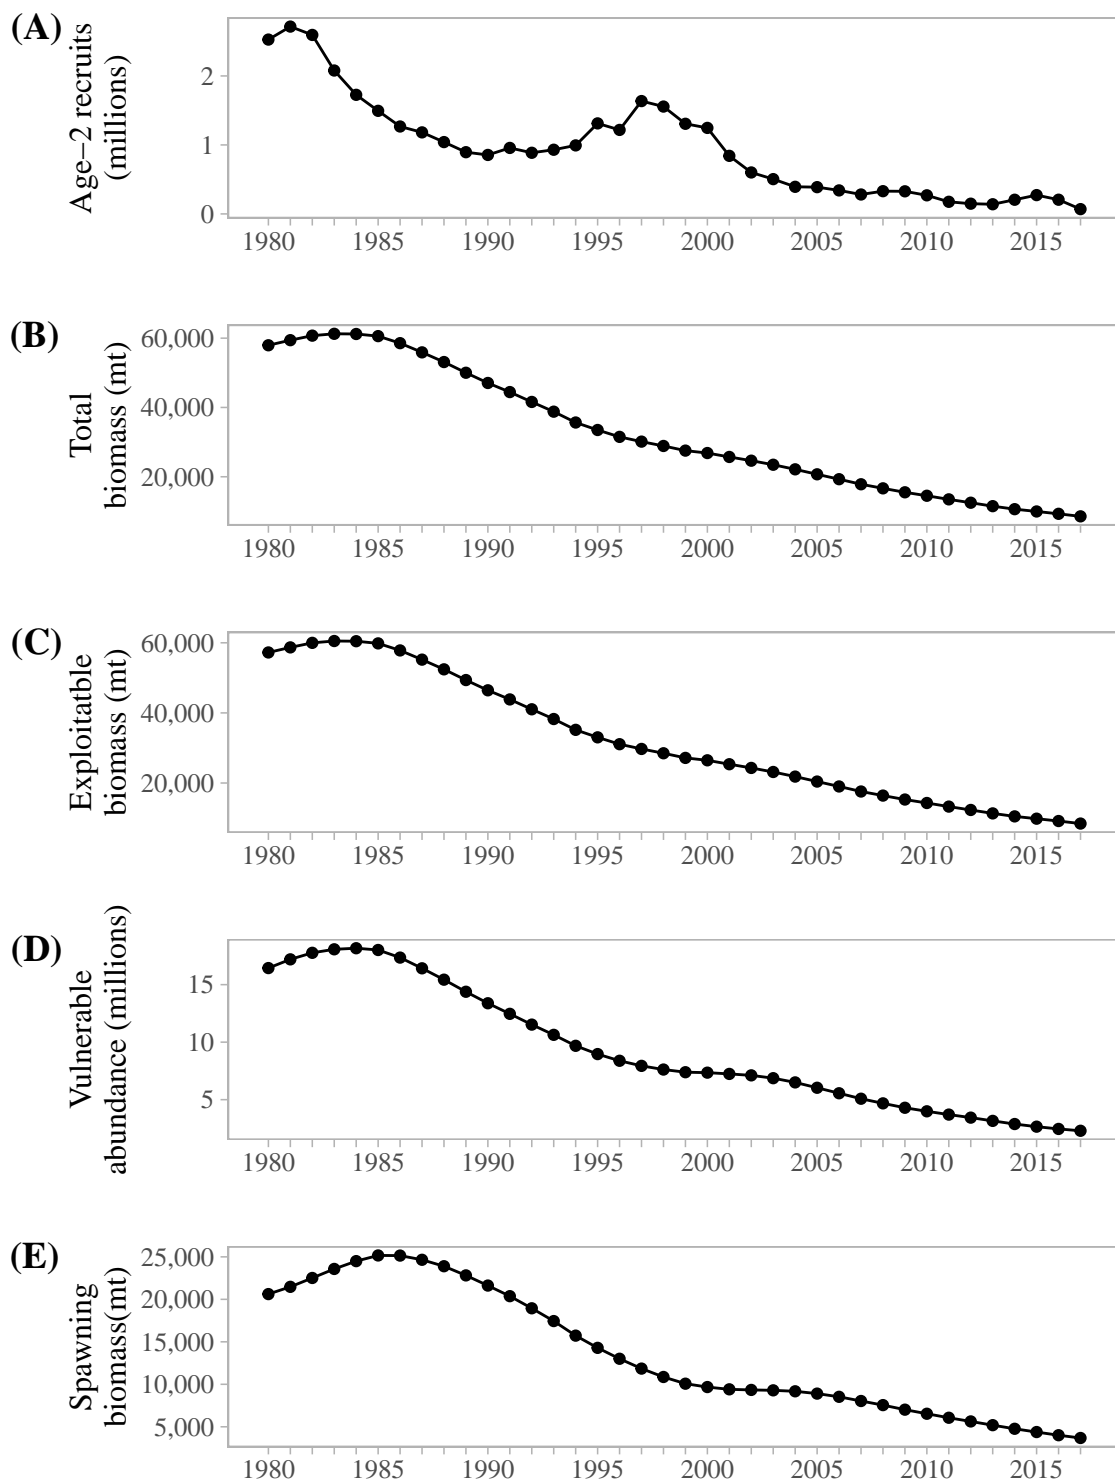 (A)
Age−2 recruits
(millions)
2
1
0
1980 1985 1990 1995 2000 2005 2010 2015
(B)
Total
biomass (mt)
60,000
40,000
20,000
1980 1985 1990 1995 2000 2005 2010 2015
(C)
Exploitatble
biomass (mt)
60,000
40,000
20,000
1980 1985 1990 1995 2000 2005 2010 2015
(D)
Vulnerable
abundance (millions)
15
10
5
1980 1985 1990 1995 2000 2005 2010 2015
(E)
Spawning
biomass(mt)
25,000
20,000
15,000
10,000
5,000
1980 1985 1990 1995 2000 2005 2010 2015